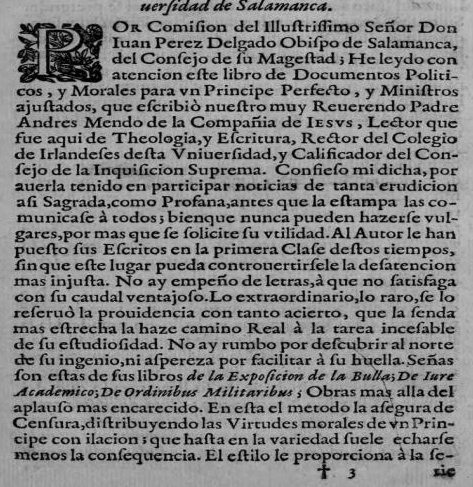 uersidad de Salamanca.
POR Comision del Illustrissimo Señor Don
Iuan Perez Delgado Obispo de Salamanca,
del Consejo de su Magestad; He leydo con
atencion este libro de Documentos Politi-
cos, y Morales para vn Principe Perfecto, y Ministros
ajustados, que escribiò nuestro muy Reuerendo Padre
Andres Mendo de la Compañia de IESVS, Lector que
fue aqui de Theologia, y Escritura, Rector del Colegio
de Irlandeses desta Vniuersidad, y Calificador del Con-
sejo de la Inquisicion Suprema. Confieso mi dicha, por
auerla tenido en participar noticias de tanta erudicion
asi Sagrada, como Profana, antes que la estampa las co-
municase à todos; bienque nunca pueden hazerse vul-
gares, por mas que se solicite su vtilidad. Al Autor le han
puesto sus Escritos en la primera Clase destos tiempos,
sin que este lugar pueda controuertirsele la desatencion
mas injusta. No ay empeño de letras, à que no satisfaga
con su caudal ventajoso. Lo extraordinario, lo raro, se lo
reseruò la prouidencia con tanto acierto, que la senda
mas estrecha la haze camino Real à la tarea incesable
de su estudiosidad. No ay rumbo por descubrir al norte
de su ingenio, ni aspereza por facilitar à su huella. Señas
son estas de sus libros de la Exposicion de la Bulla; De Iure
Academico; De Ordinibus Militaribus; Obras mas alla del
aplauso mas encarecido. En esta el metodo la asegura de
Censura, distribuyendo las Virtudes morales de vn Prin-
cipe con ilacion; que hasta en la variedad suele echarse
menos la consequencia. El estilo le proporciona à la se-
† 3 rie